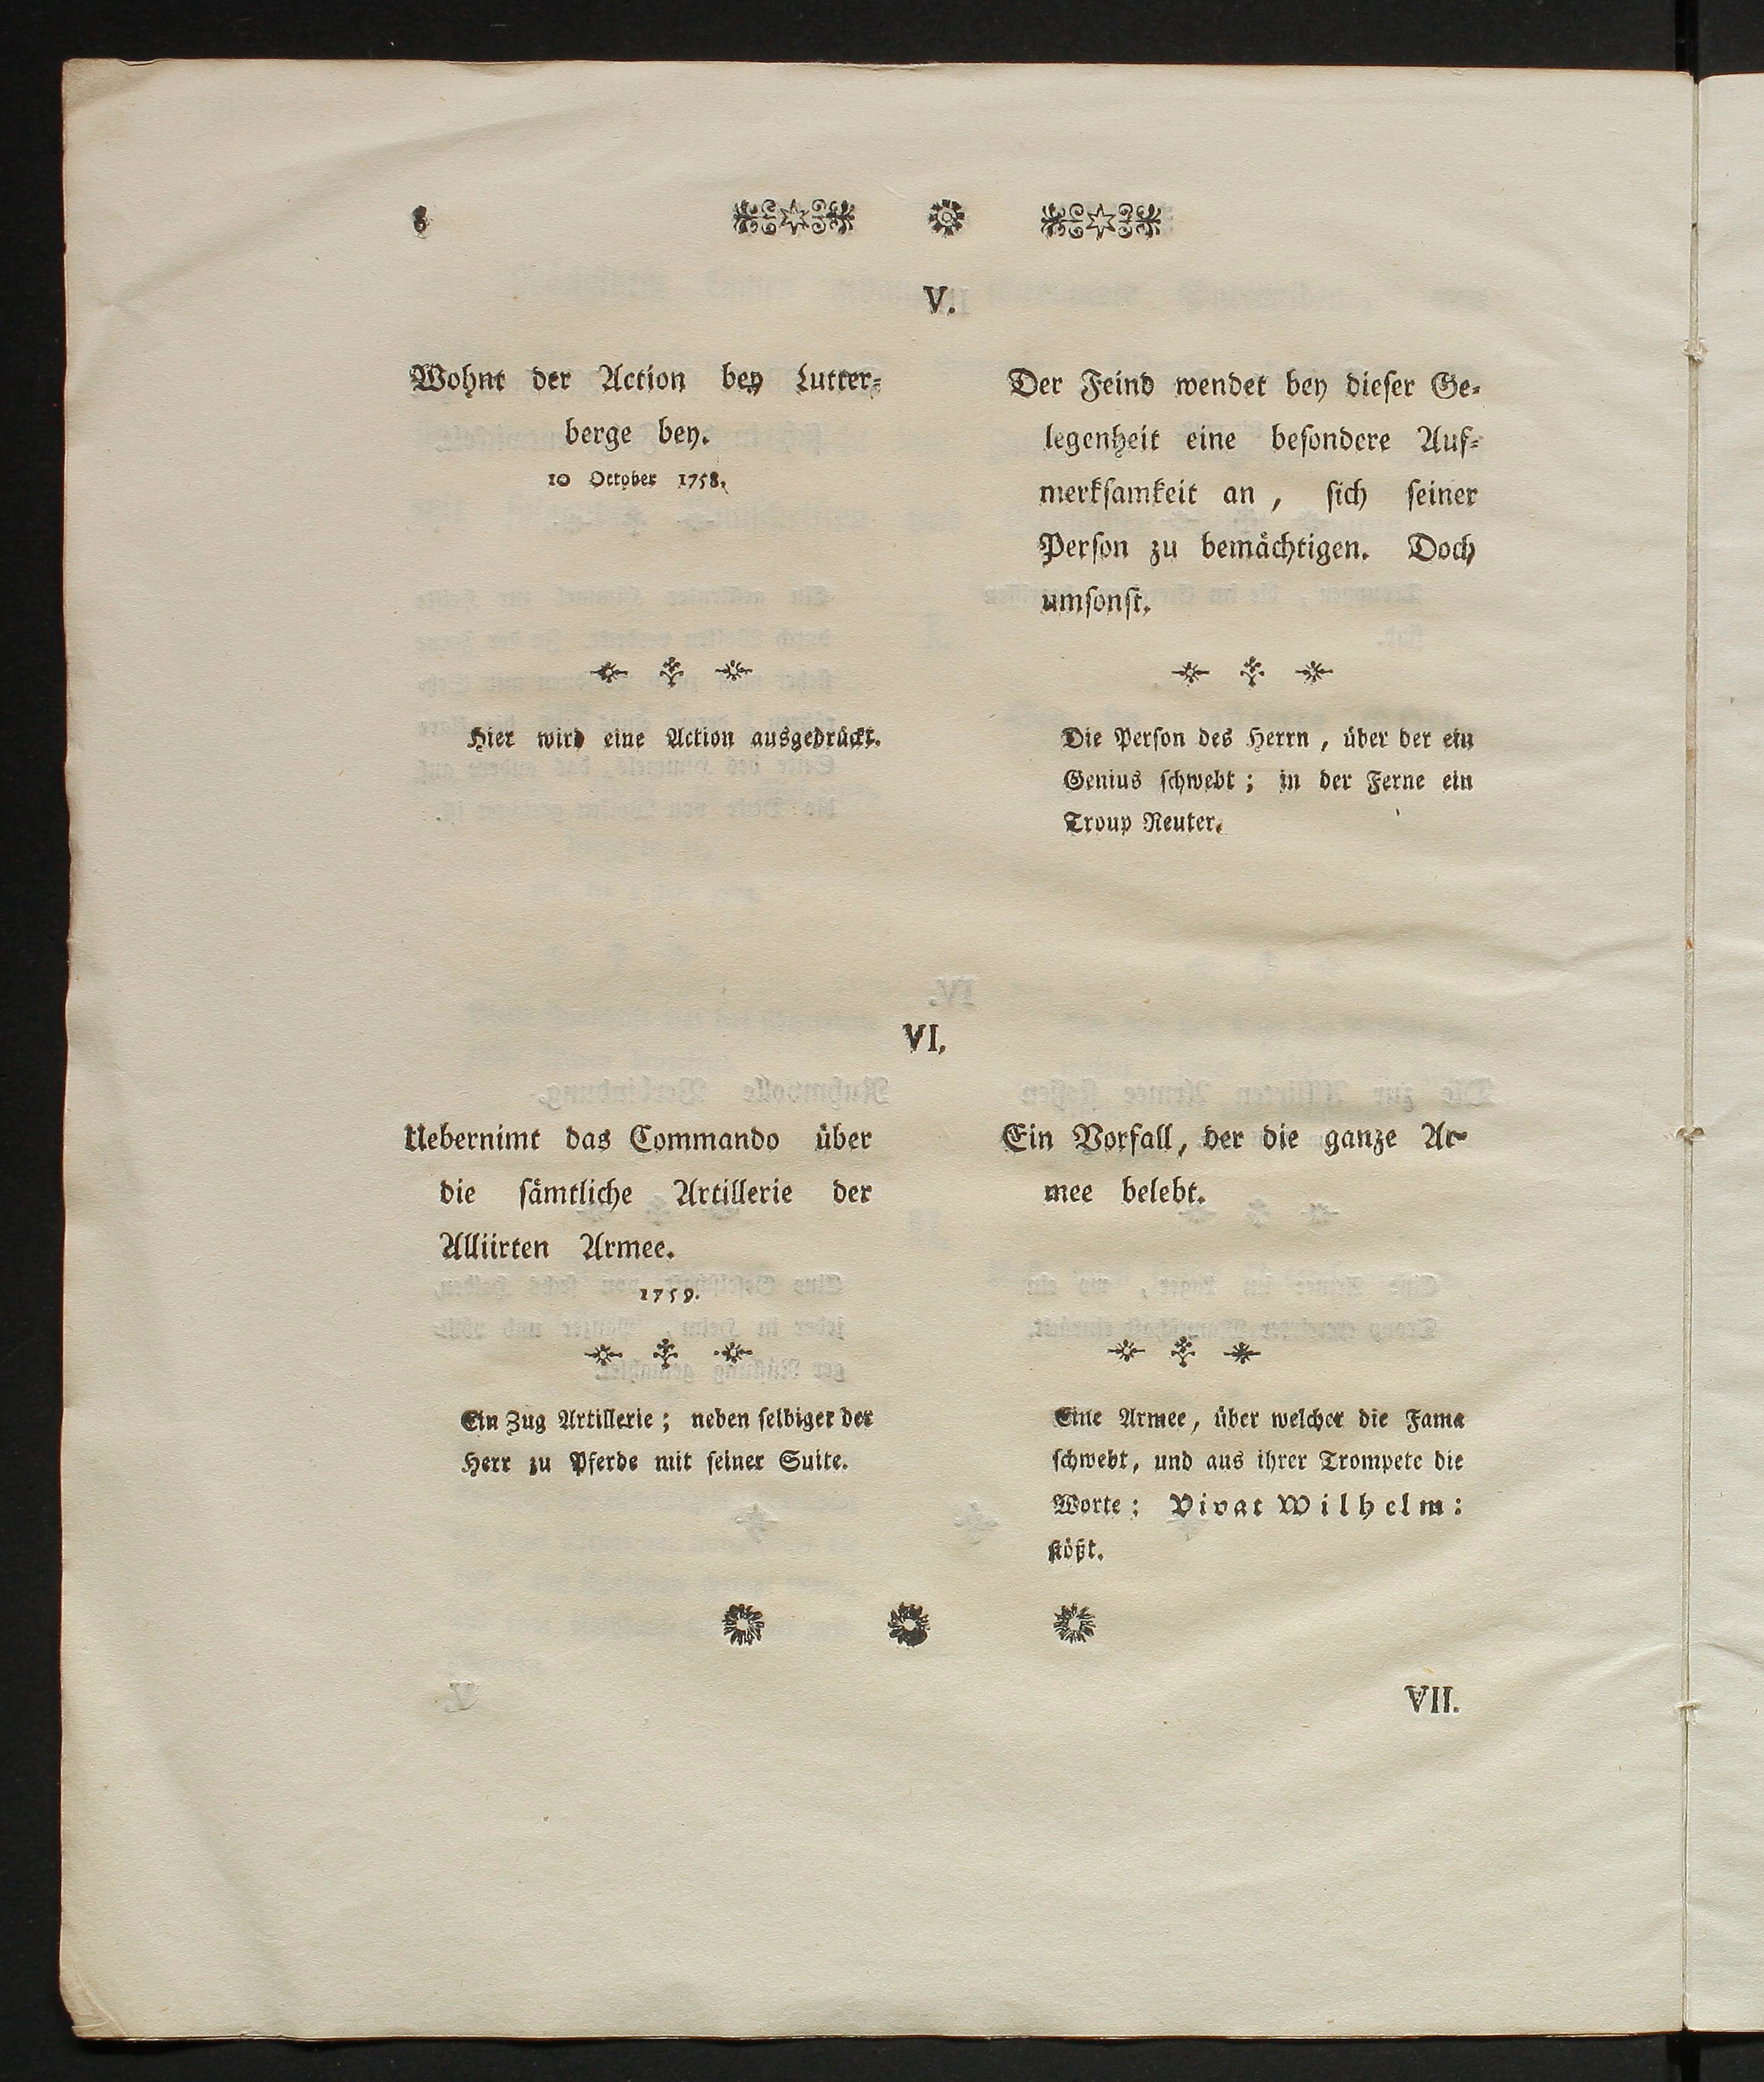 8
V.
Wohnt der Action bey Lutter-
berge bey.
10 October 1758.
Hier wird eine Action ausgedrückt.
Der Feind wendet bey dieser Ge-
legenheit eine besondere Auf-
merksamkeit an, sich seiner
Person zu bemächtigen. Doch
umsonst.
Die Person des Herrn, über der ein
Genius schwebt; in der Ferne ein
Troup Reuter.
VI.
Uebernimt das Commando über
die sämtliche Artillerie der
Alliirten Armee.
1759.
Ein Zug Artillerie; neben selbiger der
Herr zu Pferde mit seiner Suite.
Ein Vorfall, der die ganze Ar-
mee belebt.
Eine Armee, über welcher die Fama
schwebt, und aus ihrer Trompete die
Worte: Vivat Wilhelm:
stößt.
VII.